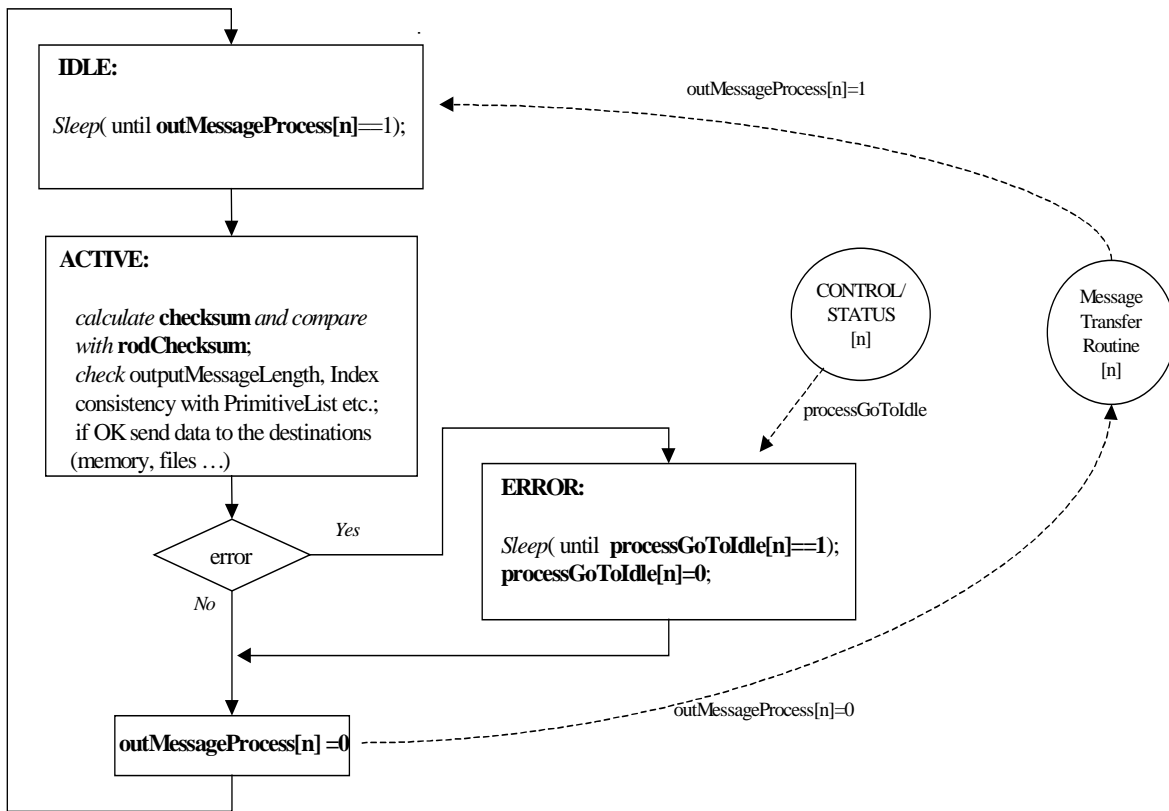 IDLE:
Sleep( until outMessageProcess[n]==1);
outMessageProcess[n]=1
ACTIVE:
calculate checksum and compare
with rodChecksum;
check outputMessageLength, Index
consistency with PrimitiveList etc.;
if OK send data to the destinations
(memory, files …)
CONTROL/
STATUS
[n]
Message
Transfer
Routine
[n]
processGoToIdle
error
Yes
No
ERROR:
Sleep( until processGoToIdle[n]==1);
processGoToIdle[n]=0;
outMessageProcess[n] =0
outMessageProcess[n]=0